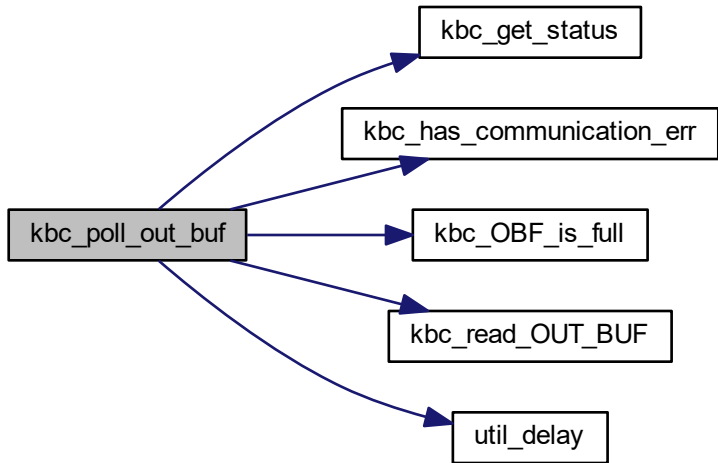 kbc_get_status
kbc_has_communication_err
kbc_poll_out_buf
kbc_OBF_is_full
kbc_read_OUT_BUF
util_delay